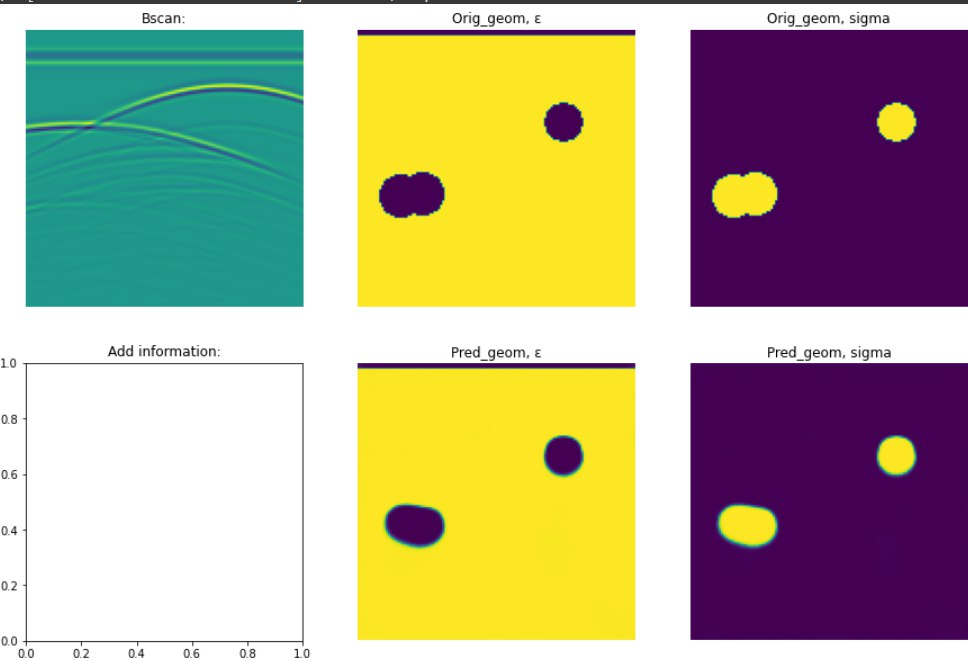 Bscan:
Orig_geom, ε
Orig_geom, sigma
Add information:
Pred_geom, ε
Pred_geom, sigma
1.0
0.8
0.6
0.4
0.2
0.0
0.0 0.2 0.4 0.6 0.8 1.0